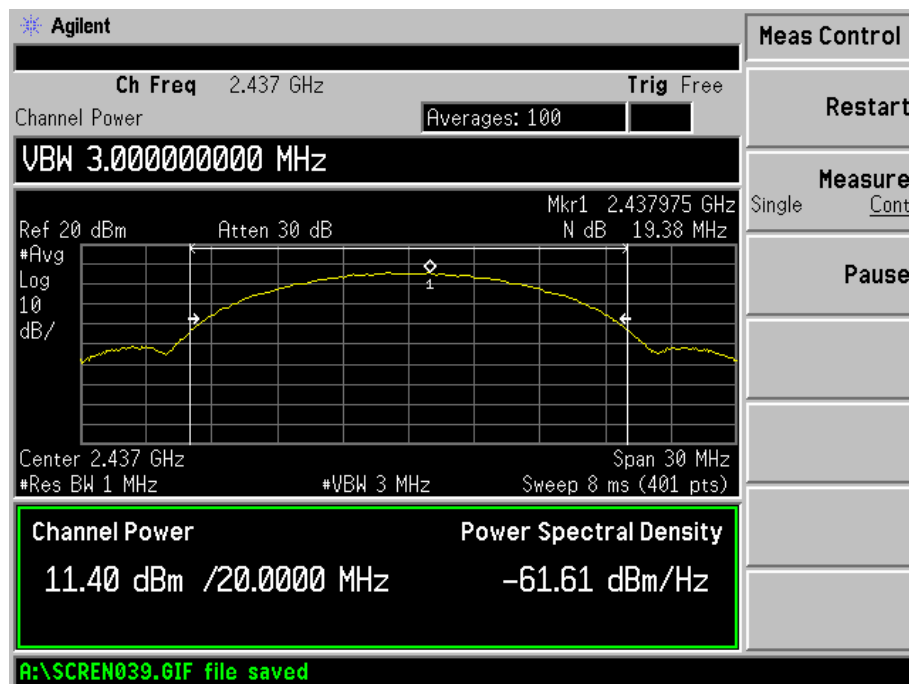 Agilent
Meas Control
Ch Freq 2.437 GHz Trig Free
Channel Power Averages: 100
Restart
VBW 3.000000000 MHz
Measure
Single Cont
Mkr1 2.437975 GHz
Ref 20 dBm Atten 30 dB N dB 19.38 MHz
#Avg
Log
10
dB/
1
Pause
Center 2.437 GHz Span 30 MHz
#Res BW 1 MHz #VBW 3 MHz Sweep 8 ms (401 pts)
Channel Power Power Spectral Density
11.40 dBm /20.0000 MHz -61.61 dBm/Hz
A:\SCREN039.GIF file saved